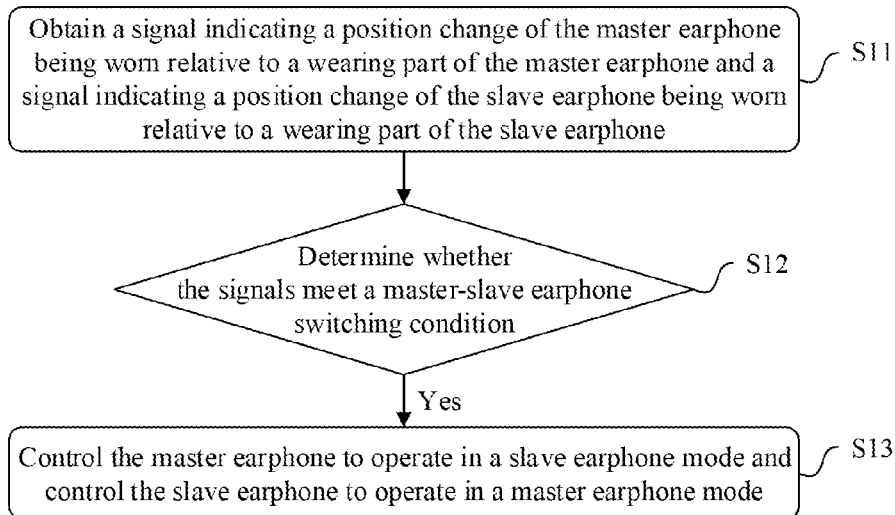 Obtain a signal indicating a position change of the master earphone
being worn relative to a wearing part of the master earphone and a
signal indicating a position change of the slave earphone being worn
relative to a wearing part of the slave earphone
S11
Determine whether
the signals meet a master-slave earphone
switching condition
S12
Yes
Control the master earphone to operate in a slave earphone mode and
control the slave earphone to operate in a master earphone mode
S13